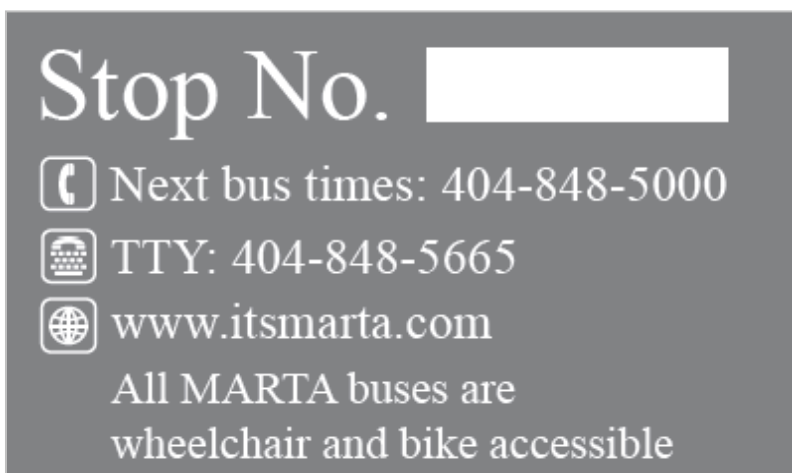 Stop No.
Next bus times: 404-848-5000
TTY: 404-848-5665
www.itsmarta.com
All MARTA buses are
wheelchair and bike accessible